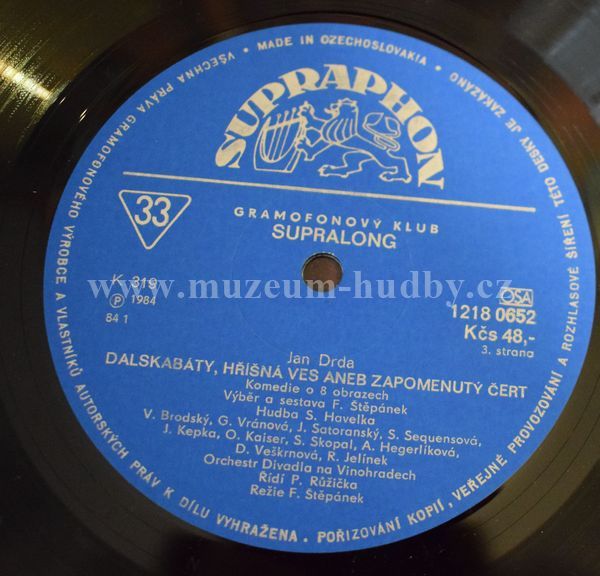 VŠECHNA PRÁVA GRAMOFONOVÉHO VÝROBCE A VLASTNÍKŮ AUTORSKÝCH PRÁV K DÍLU VYHRAŽENA. POŘIZOVÁNÍ KOPIÍ, VEŘEJNÉ PROVOZOVÁNÍ A ROZHLASOVÉ ŠÍŘENÍ TÉTO DESKY JE ZAKÁZÁNO
• MADE IN CZECHOSLOVAKIA •
SUPRAPHON
33
GRAMOFONOVÝ KLUB
SUPRALONG
K 319
Ⓟ 1984
84 1
OSA
1218 0652
Kčs 48,-
3. strana
www.muzeum-hudby.cz
Jan Drda
DALSKABÁTY, HŘÍŠNÁ VES ANEB ZAPOMENUTÝ ČERT
Komedie o 8 obrazech
Výběr a sestava F. Štěpánek
Hudba S. Havelka
V. Brodský, G. Vránová, J. Satoranský, S. Sequensová,
J. Kepka, O. Kaiser, S. Skopal, A. Hegerlíková,
D. Veškrnová, R. Jelínek
Orchestr Divadla na Vinohradech
Řídí P. Růžička
Režie F. Štěpánek